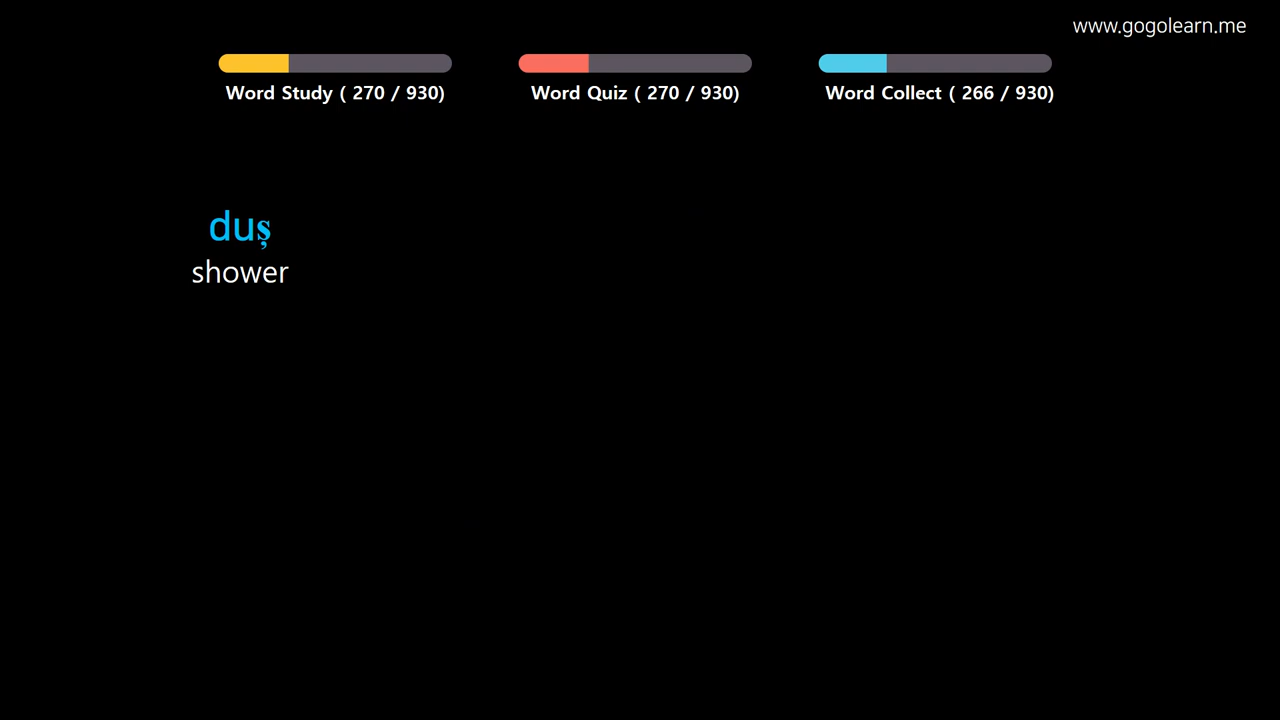 www.gogolearn.me
Word Study ( 270 / 930)
Word Quiz ( 270 / 930)
Word Collect ( 266 / 930)
duș
shower